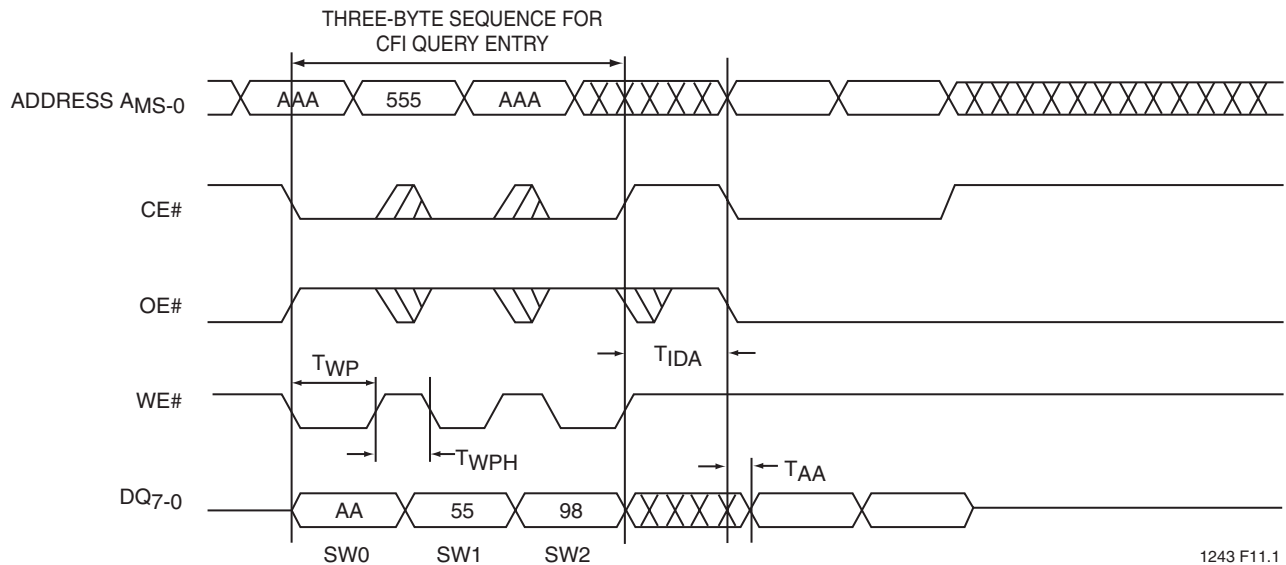 THREE-BYTE SEQUENCE FOR
CFI QUERY ENTRY
ADDRESS AMS-0
AAA 555 AAA
CE#
OE#
TIDA
TWP
WE#
TWPH
TAA
DQ7-0
AA 55 98
SW0 SW1 SW2
1243 F11.1